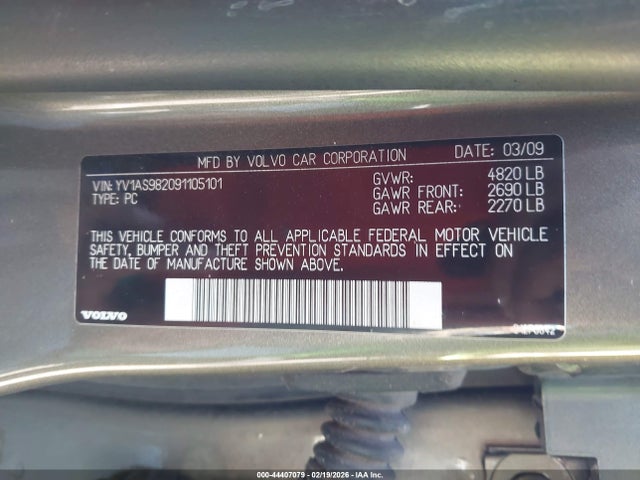 MFD BY VOLVO CAR CORPORATION DATE: 03/09
VIN: YV1AS982091105101 GVWR: 4820 LB
TYPE: PC GAWR FRONT: 2690 LB
GAWR REAR: 2270 LB
THIS VEHICLE CONFORMS TO ALL APPLICABLE FEDERAL MOTOR VEHICLE
SAFETY, BUMPER AND THEFT PREVENTION STANDARDS IN EFFECT ON
THE DATE OF MANUFACTURE SHOWN ABOVE.
VOLVO
000-44407079 - 02/19/2026 - IAA Inc.